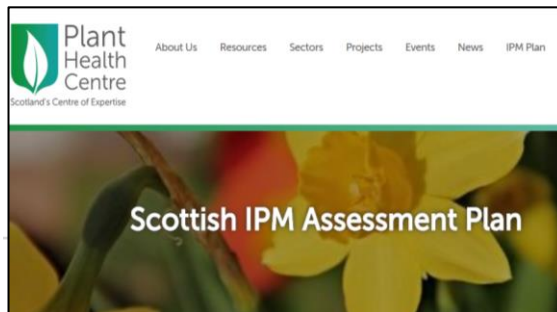 Plant
Health
Centre
Scotland's Centre of Expertise
About Us Resources Sectors Projects Events News IPM Plan
Scottish IPM Assessment Plan